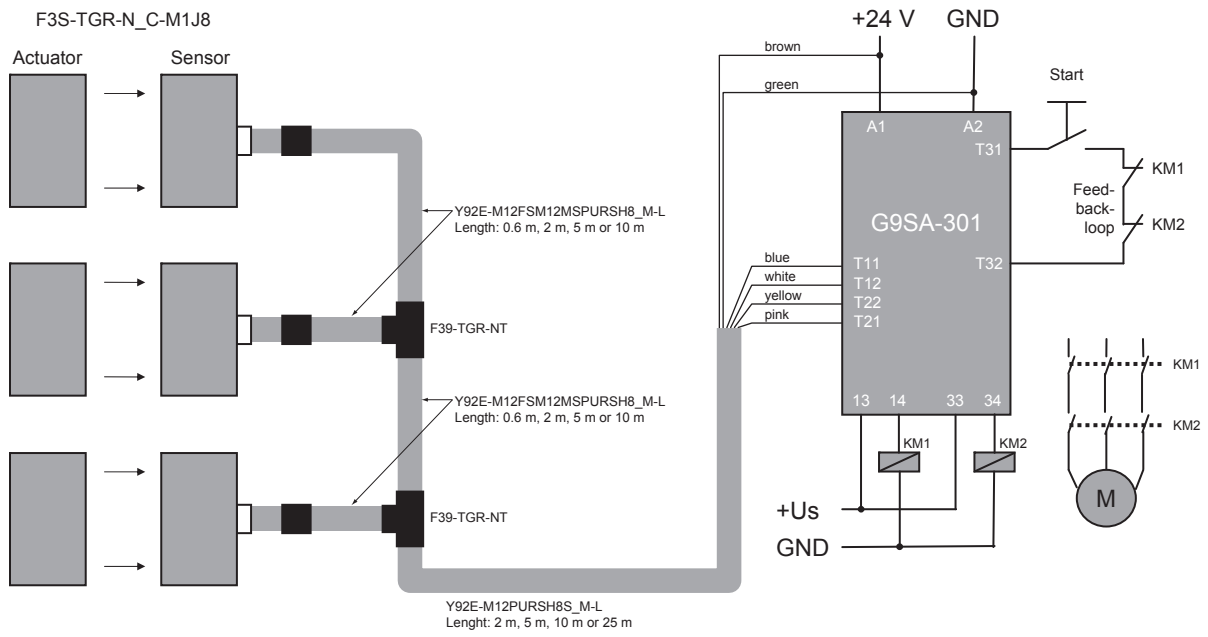 F3S-TGR-N_C-M1J8
Actuator
Sensor
+24 V
GND
brown
green
Start
A1
A2
T31
KM1
Feed-
back-
loop
KM2
G9SA-301
Y92E-M12FSM12MSPURSH8_M-L
Length: 0.6 m, 2 m, 5 m or 10 m
blue
white
yellow
pink
T11
T12
T22
T21
T32
F39-TGR-NT
KM1
KM2
M
Y92E-M12FSM12MSPURSH8_M-L
Length: 0.6 m, 2 m, 5 m or 10 m
13
14
33
34
KM1
KM2
+Us
GND
F39-TGR-NT
Y92E-M12PURSH8S_M-L
Lenght: 2 m, 5 m, 10 m or 25 m